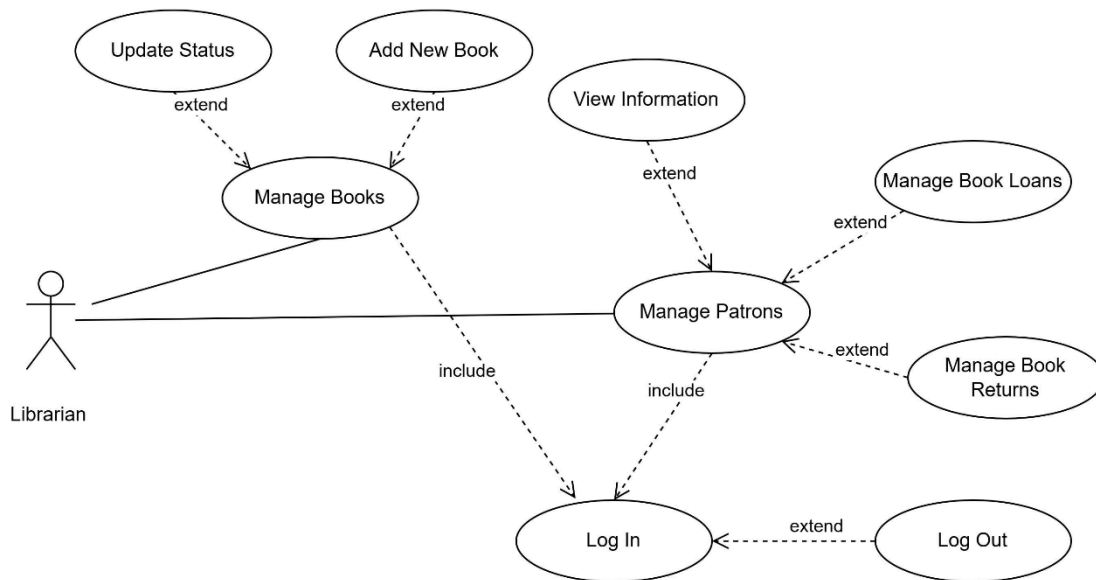 Update Status
Add New Book
extend
extend
View Information
Manage Books
extend
Manage Book Loans
extend
Manage Patrons
extend
Manage Book
Returns
include
include
Librarian
extend
Log In
Log Out